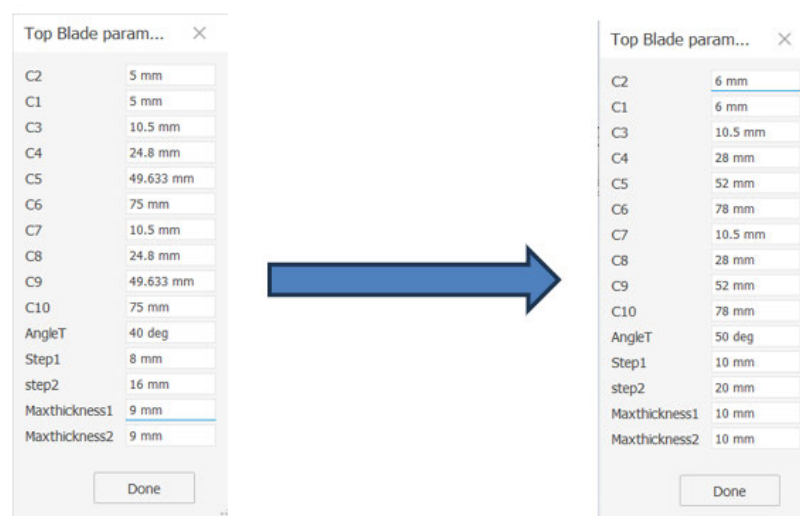 Top Blade param...
C2 5 mm
C1 5 mm
C3 10.5 mm
C4 24.8 mm
C5 49.633 mm
C6 75 mm
C7 10.5 mm
C8 24.8 mm
C9 49.633 mm
C10 75 mm
AngleT 40 deg
Step1 8 mm
step2 16 mm
Maxthickness1 9 mm
Maxthickness2 9 mm
Done
Top Blade param...
C2 6 mm
C1 6 mm
C3 10.5 mm
C4 28 mm
C5 52 mm
C6 78 mm
C7 10.5 mm
C8 28 mm
C9 52 mm
C10 78 mm
AngleT 50 deg
Step1 10 mm
step2 20 mm
Maxthickness1 10 mm
Maxthickness2 10 mm
Done